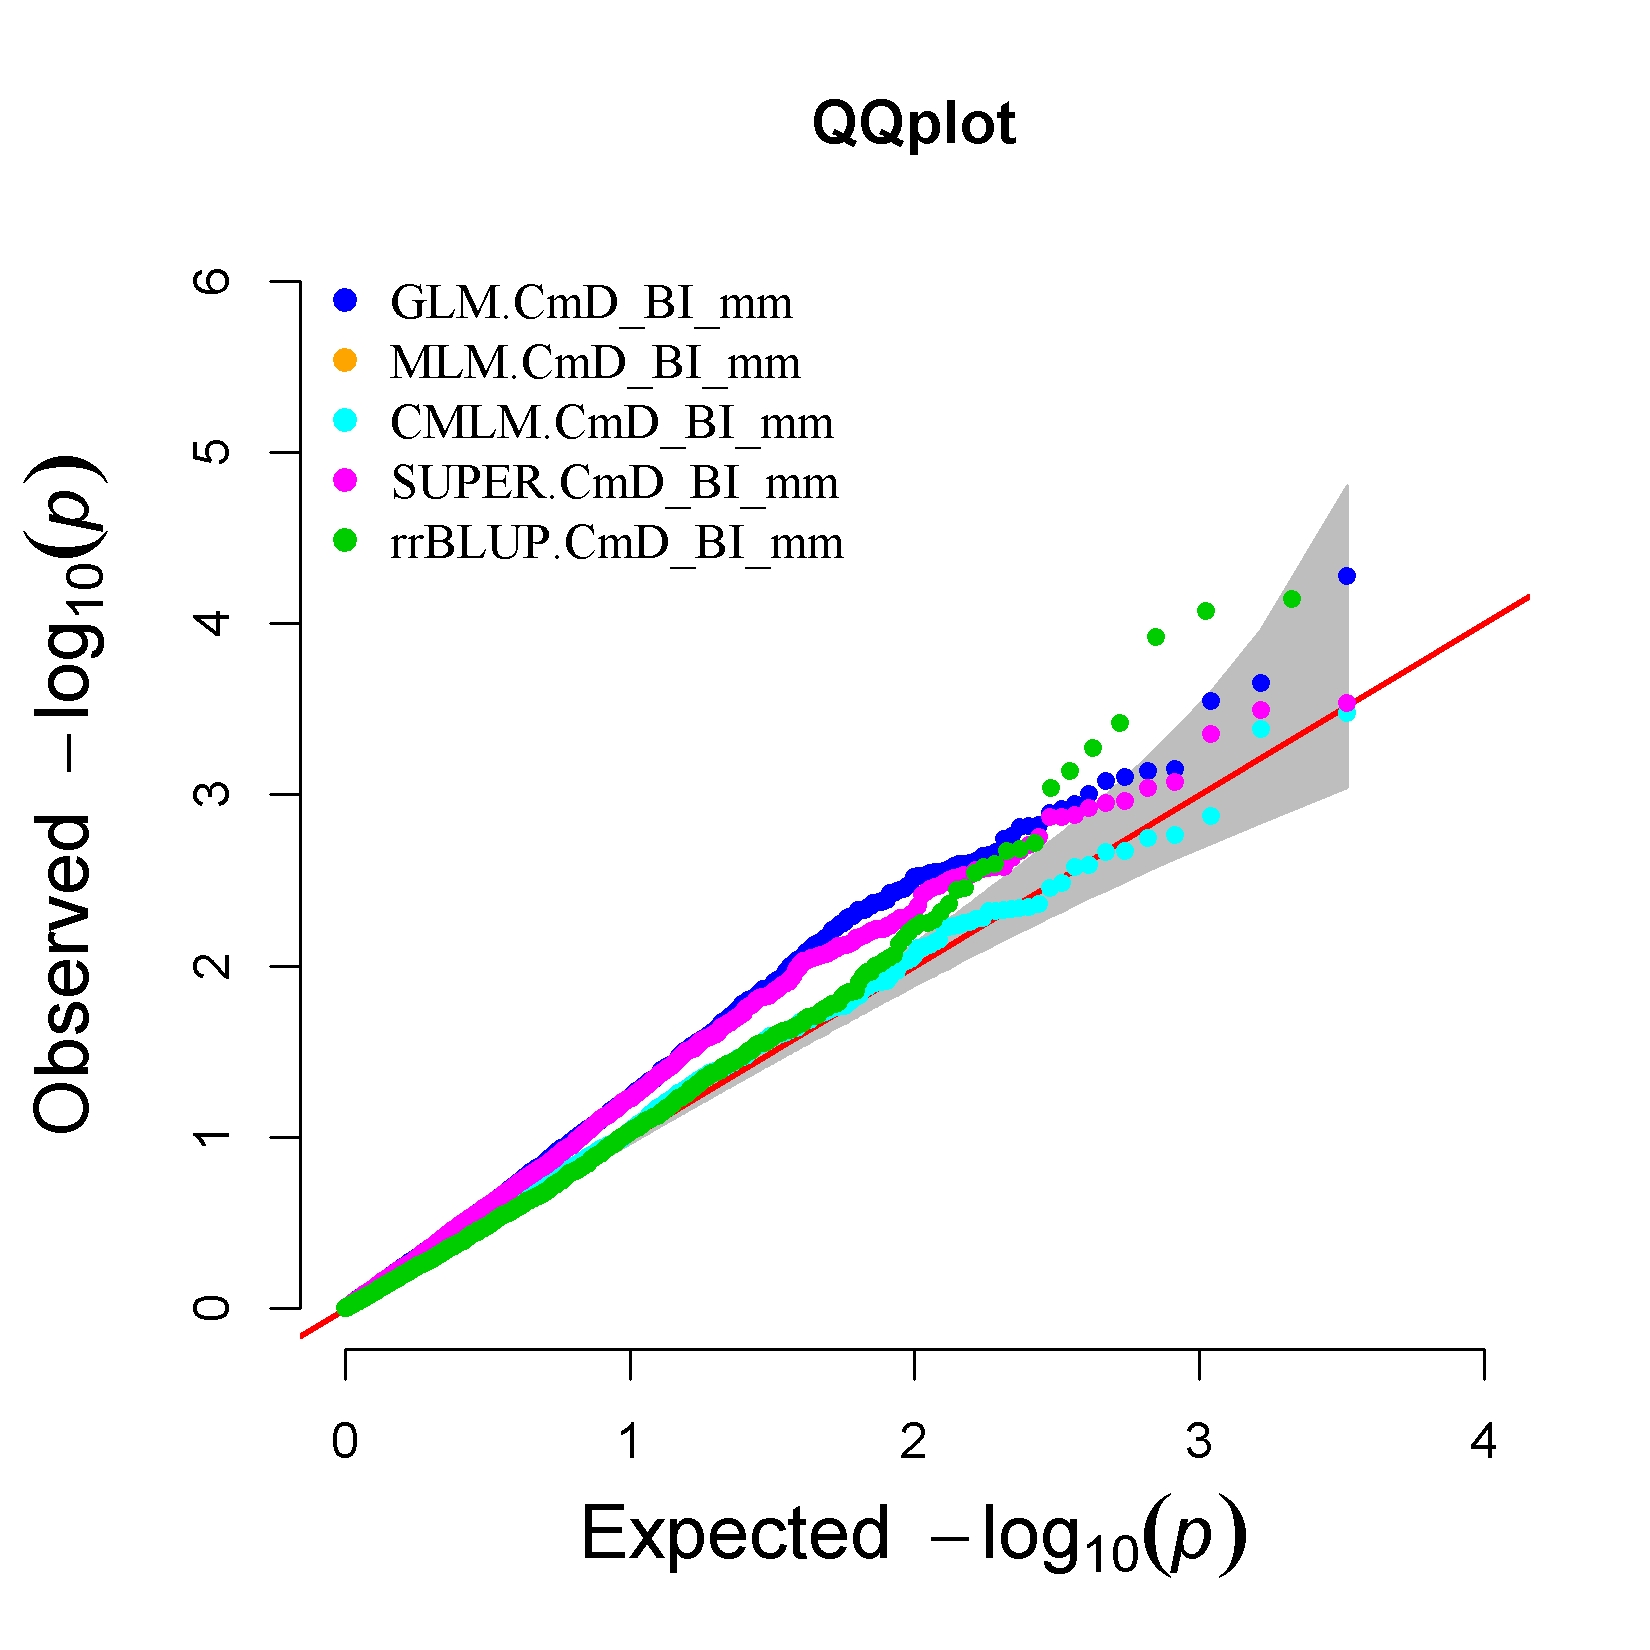 QQplot
GLM.CmD_BI_mm
MLM.CmD_BI_mm
CMLM.CmD_BI_mm
SUPER.CmD_BI_mm
rrBLUP.CmD_BI_mm
Observed −log₁₀(p)
6
5
4
3
2
1
0
0 1 2 3 4
Expected −log₁₀(p)